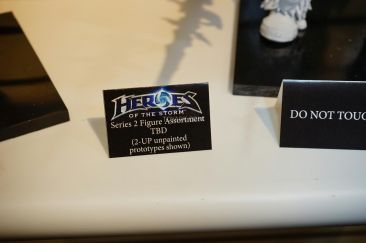 HEROES
OF THE STORM
Series 2 Figure Assortment
TBD
(2-UP unpainted
prototypes shown)
DO NOT TOUC